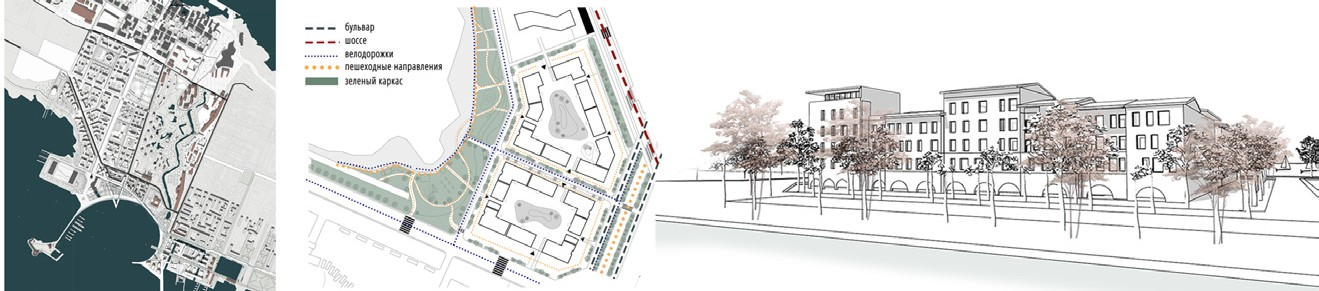 бульвар
шоссе
велодорожки
пешеходные направления
зеленый каркас